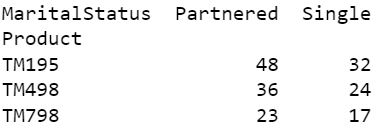 MaritalStatus Partnered Single
Product
TM195 48 32
TM498 36 24
TM798 23 17